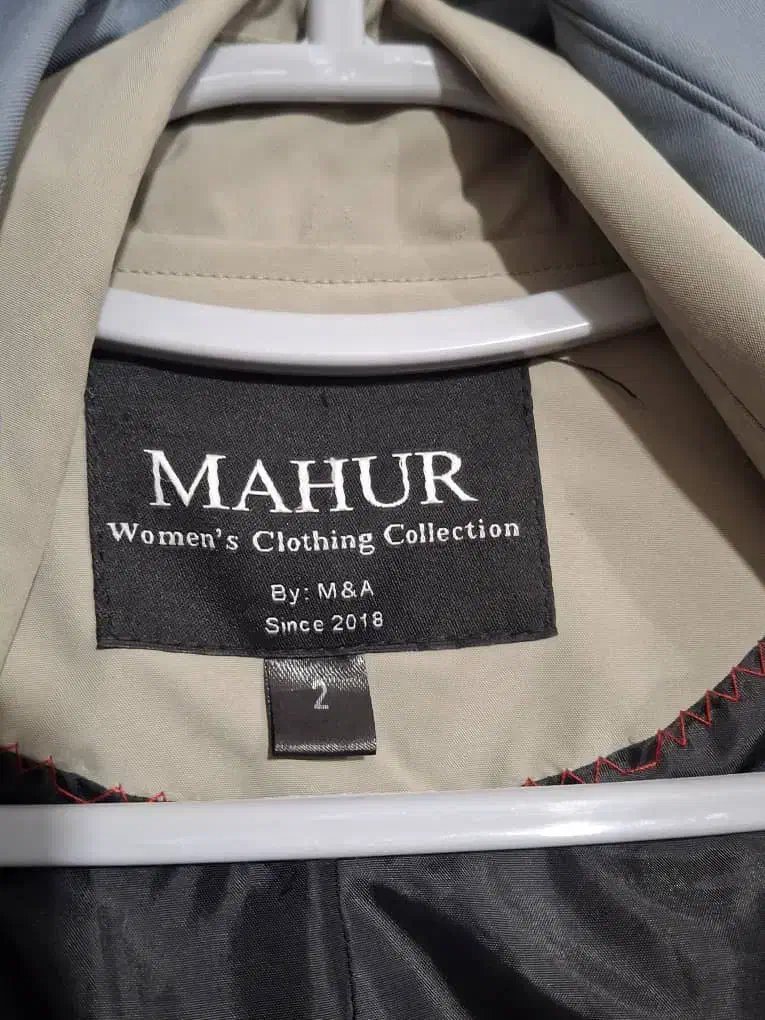 MAHUR
Women's Clothing Collection
By: M&A
Since 2018
2